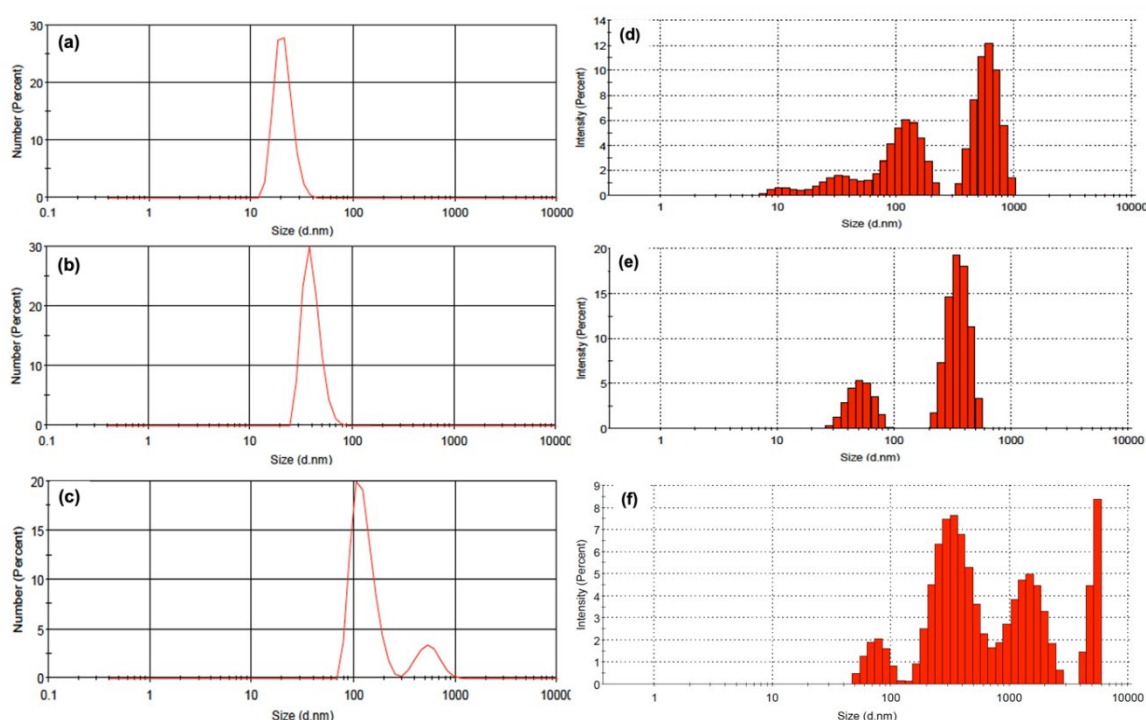 (a)
Number (Percent)
30
20
10
0
0.1 1 10 100 1000 10000
Size (d.nm)
(d)
Intensity (Percent)
14
12
10
8
6
4
2
0
1 10 100 1000 10000
Size (d.nm)
(b)
Number (Percent)
30
20
10
0
0.1 1 10 100 1000 10000
Size (d.nm)
(e)
Intensity (Percent)
20
15
10
5
0
1 10 100 1000 10000
Size (d.nm)
(c)
Number (Percent)
20
15
10
5
0
0.1 1 10 100 1000 10000
Size (d.nm)
(f)
Intensity (Percent)
9
8
7
6
5
4
3
2
1
0
1 10 100 1000 10000
Size (d.nm)